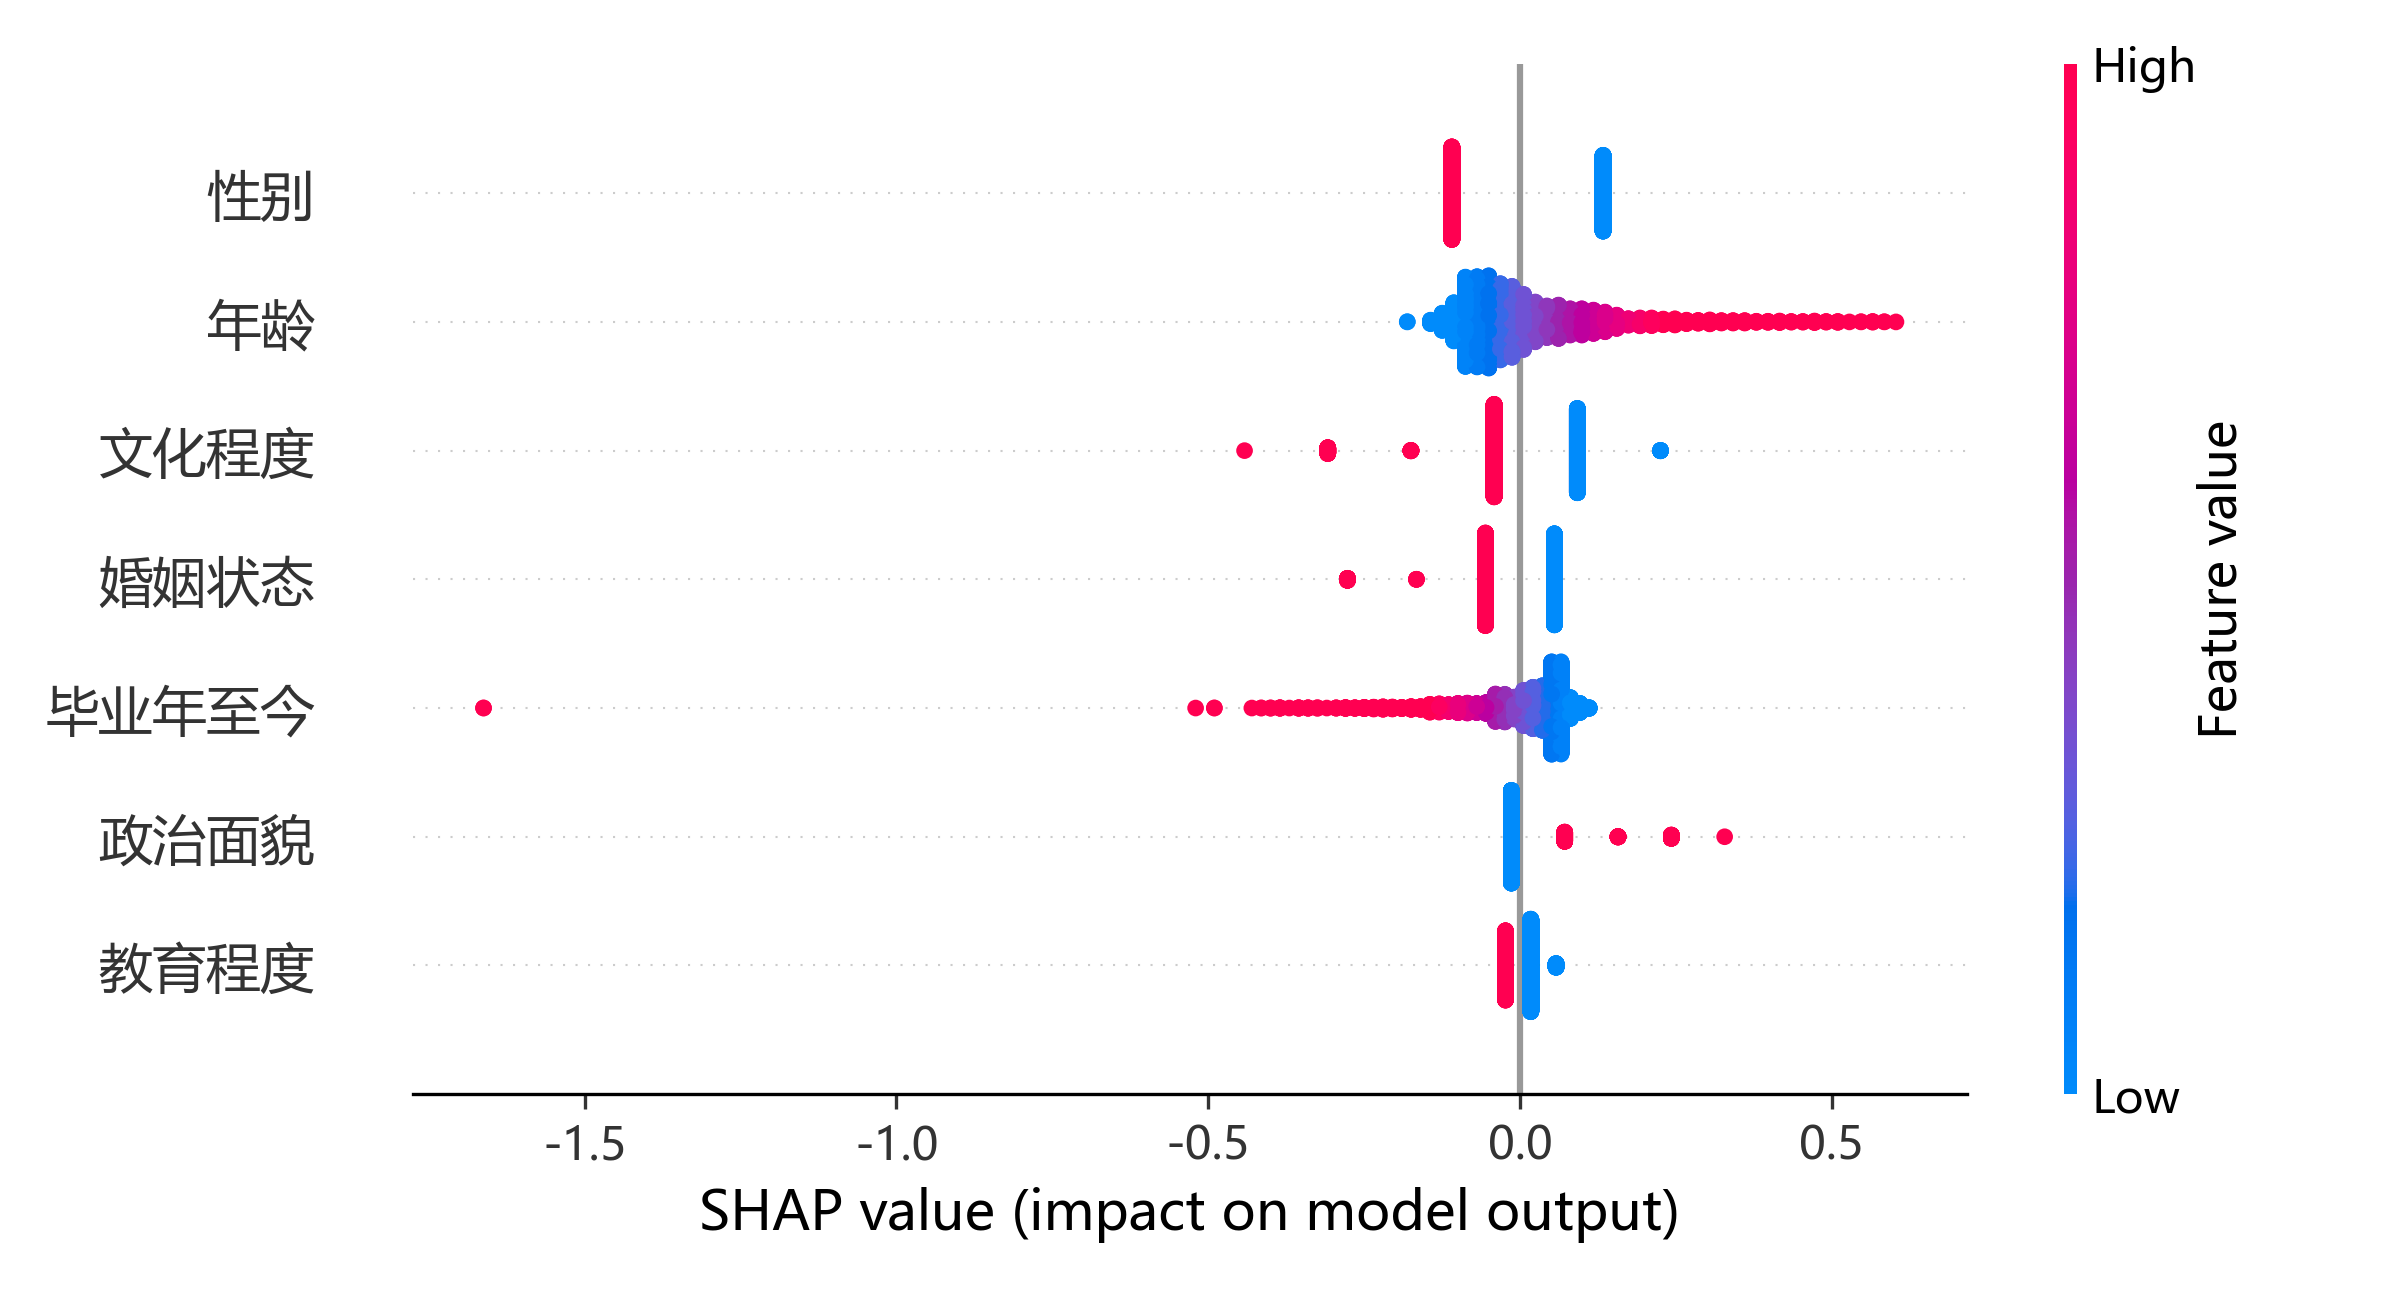 性别
年龄
文化程度
婚姻状态
毕业年至今
政治面貌
教育程度
-1.5 -1.0 -0.5 0.0 0.5
SHAP value (impact on model output)
High
Feature value
Low